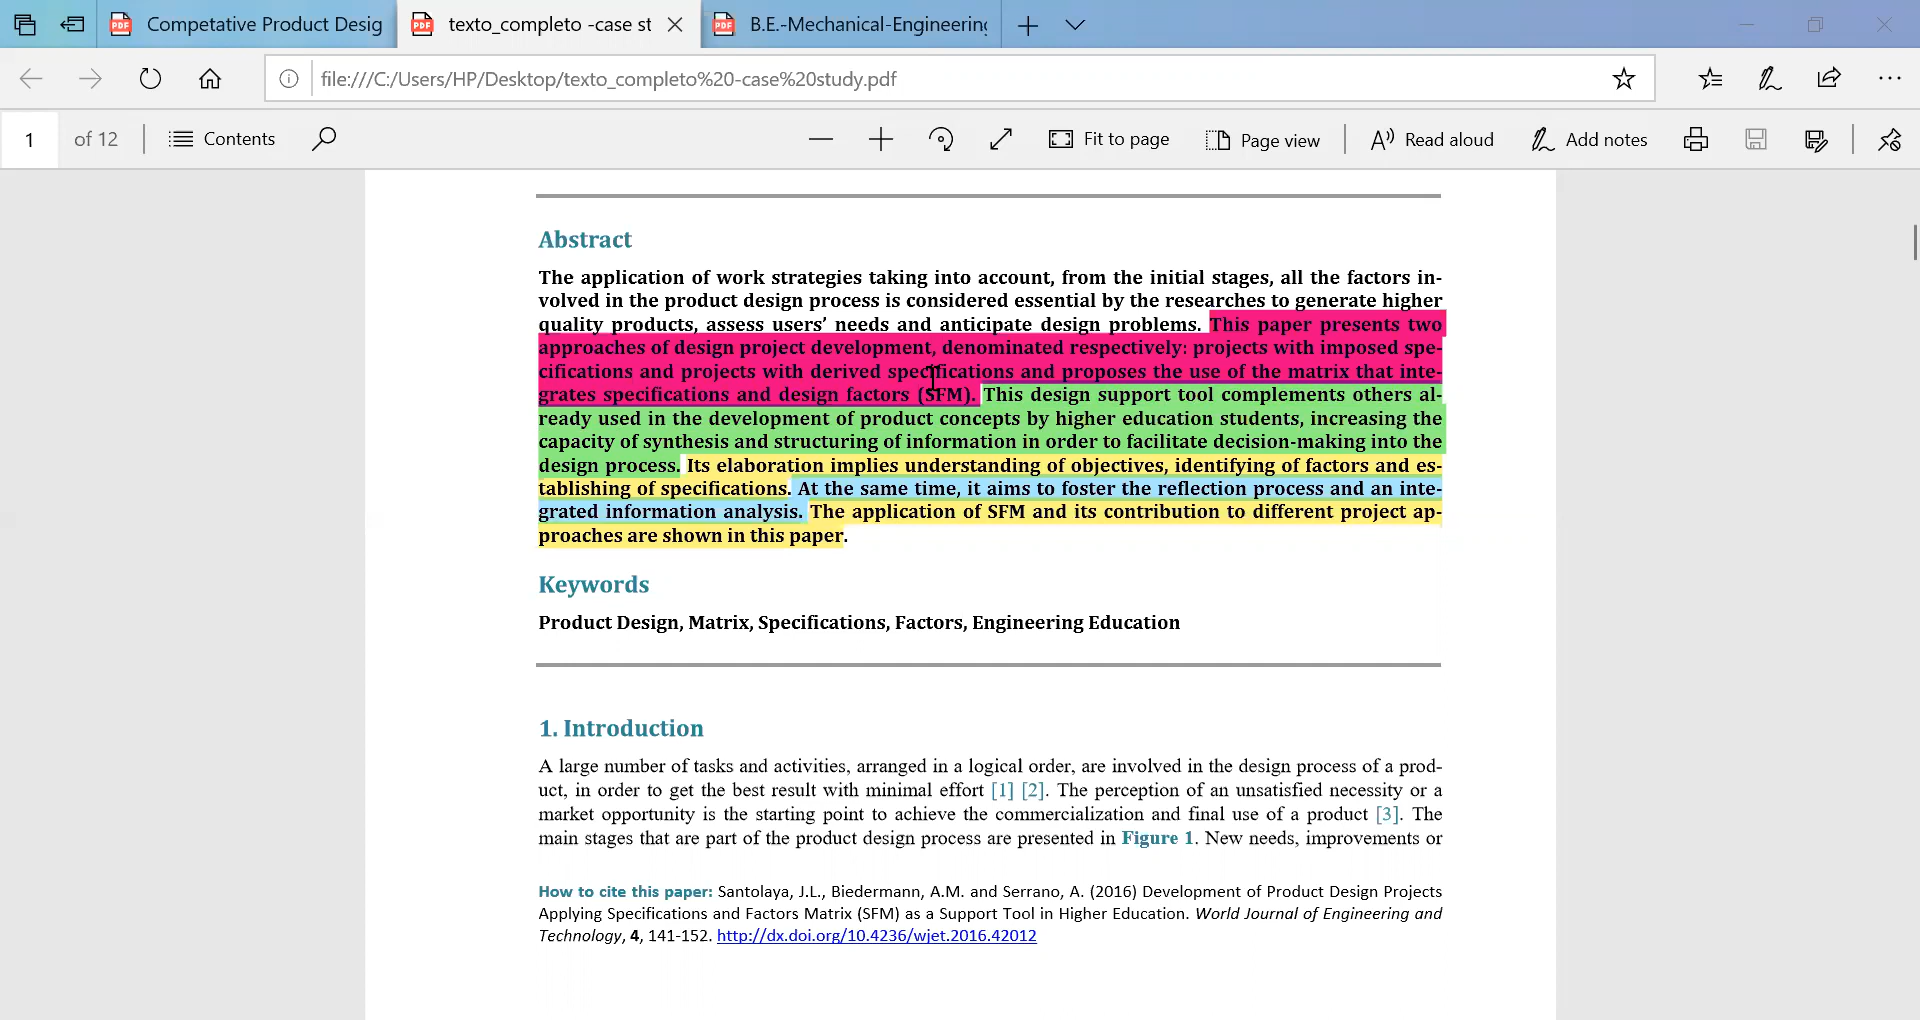 Competative Product Desig
texto_completo -case st
B.E.-Mechanical-Engineering
file:///C:/Users/HP/Desktop/texto_completo%20-case%20study.pdf
1 of 12 Contents Fit to page Page view Read aloud Add notes
Abstract
The application of work strategies taking into account, from the initial stages, all the factors in-
volved in the product design process is considered essential by the researches to generate higher
quality products, assess users’ needs and anticipate design problems. This paper presents two
approaches of design project development, denominated respectively: projects with imposed spe-
cifications and projects with derived specifications and proposes the use of the matrix that inte-
grates specifications and design factors (SFM). This design support tool complements others al-
ready used in the development of product concepts by higher education students, increasing the
capacity of synthesis and structuring of information in order to facilitate decision-making into the
design process. Its elaboration implies understanding of objectives, identifying of factors and es-
tablishing of specifications. At the same time, it aims to foster the reflection process and an inte-
grated information analysis. The application of SFM and its contribution to different project ap-
proaches are shown in this paper.
Keywords
Product Design, Matrix, Specifications, Factors, Engineering Education
1. Introduction
A large number of tasks and activities, arranged in a logical order, are involved in the design process of a prod-
uct, in order to get the best result with minimal effort [1] [2]. The perception of an unsatisfied necessity or a
market opportunity is the starting point to achieve the commercialization and final use of a product [3]. The
main stages that are part of the product design process are presented in Figure 1. New needs, improvements or
How to cite this paper: Santolaya, J.L., Biedermann, A.M. and Serrano, A. (2016) Development of Product Design Projects
Applying Specifications and Factors Matrix (SFM) as a Support Tool in Higher Education. World Journal of Engineering and
Technology, 4, 141-152. http://dx.doi.org/10.4236/wjet.2016.42012